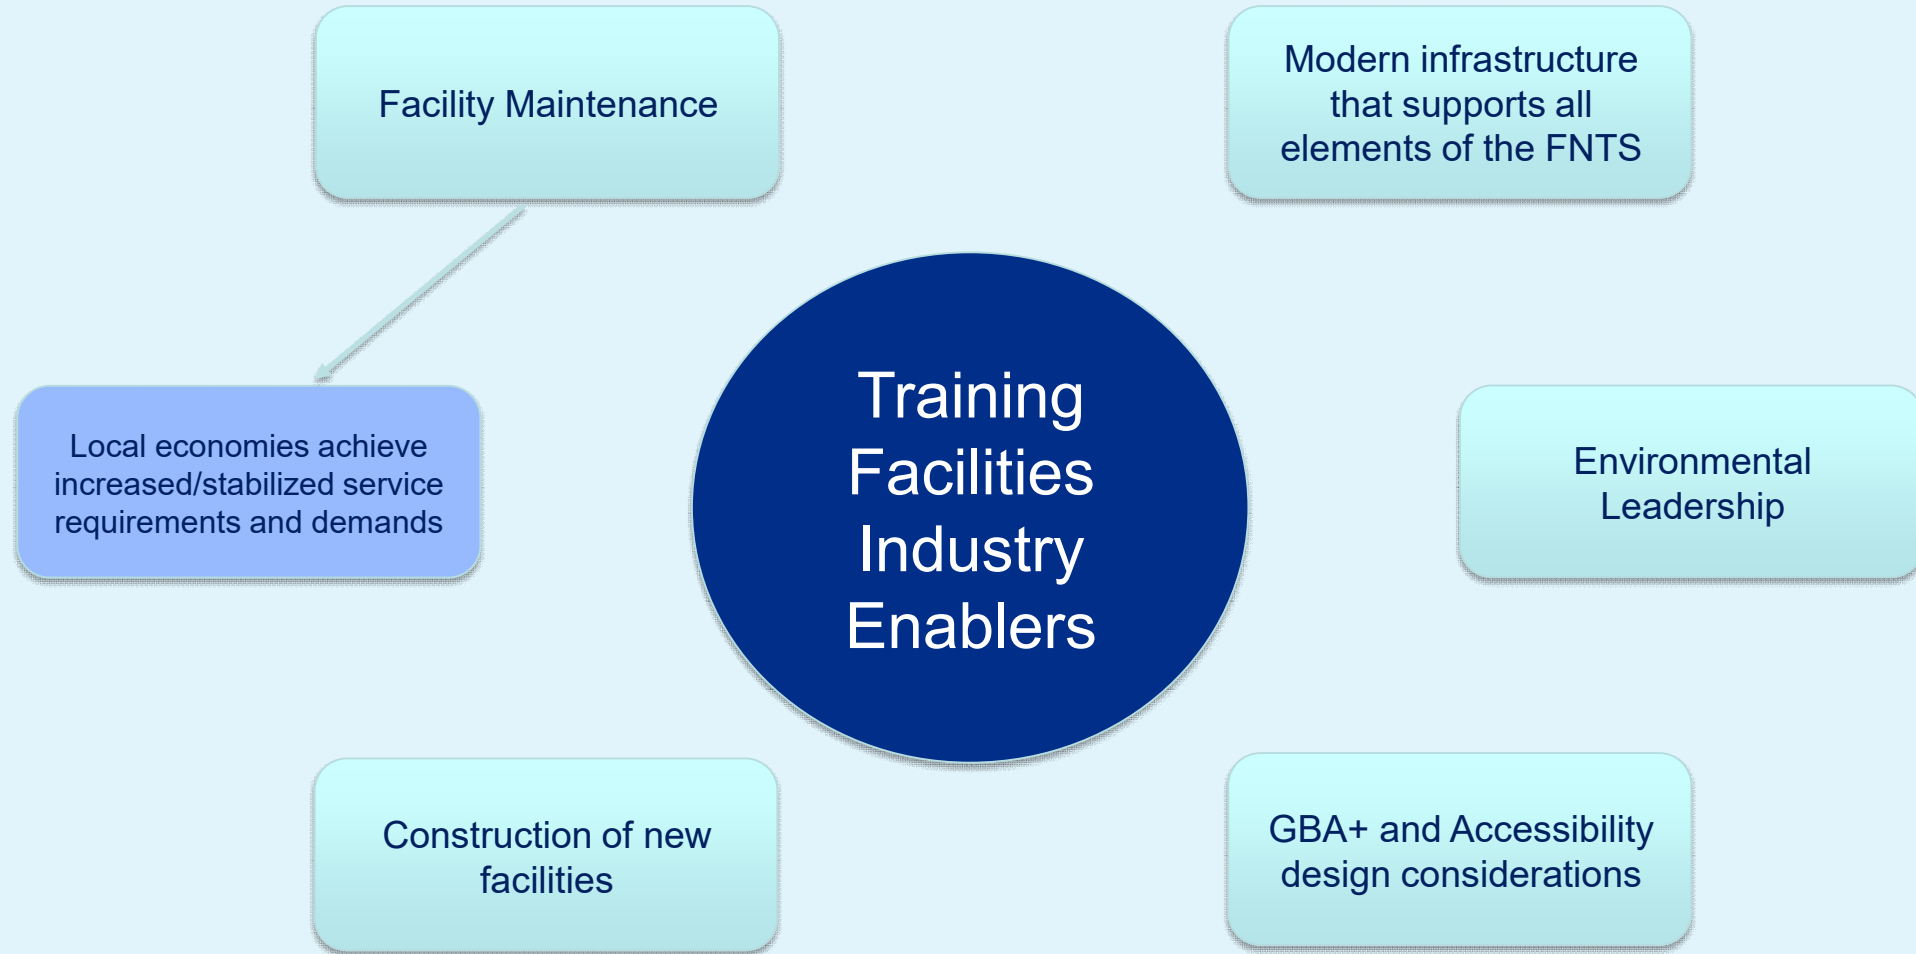 Facility Maintenance
Modern infrastructure
that supports all
elements of the FNTS
Training
Facilities
Industry
Enablers
Local economies achieve
increased/stabilized service
requirements and demands
Environmental
Leadership
Construction of new
facilities
GBA+ and Accessibility
design considerations